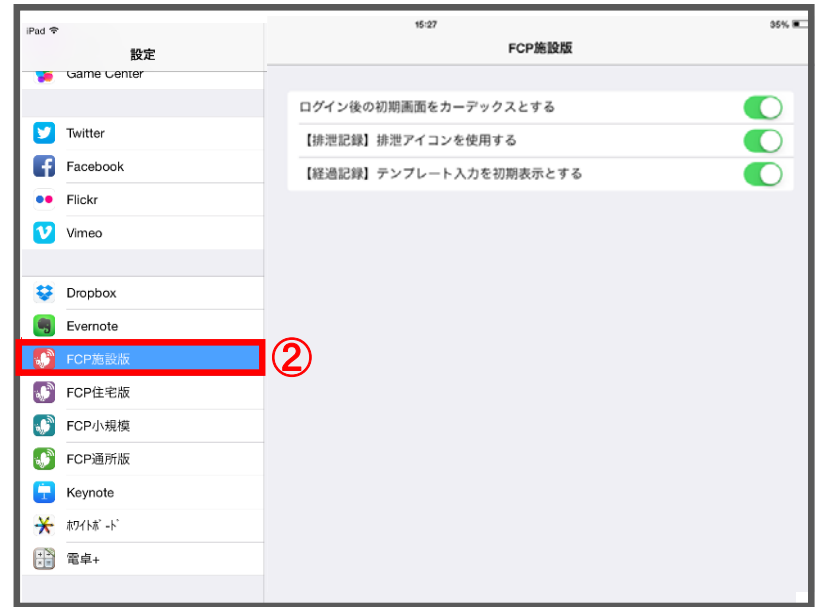 iPad
15:27
35%
設定
FCP施設版
Game Center
Twitter
Facebook
Flickr
Vimeo
Dropbox
Evernote
FCP施設版
②
FCP住宅版
FCP小規模
FCP通所版
Keynote
ﾎﾜｲﾄﾎﾞｰﾄﾞ
電卓+
ログイン後の初期画面をカーデックスとする
【排泄記録】排泄アイコンを使用する
【経過記録】テンプレート入力を初期表示とする